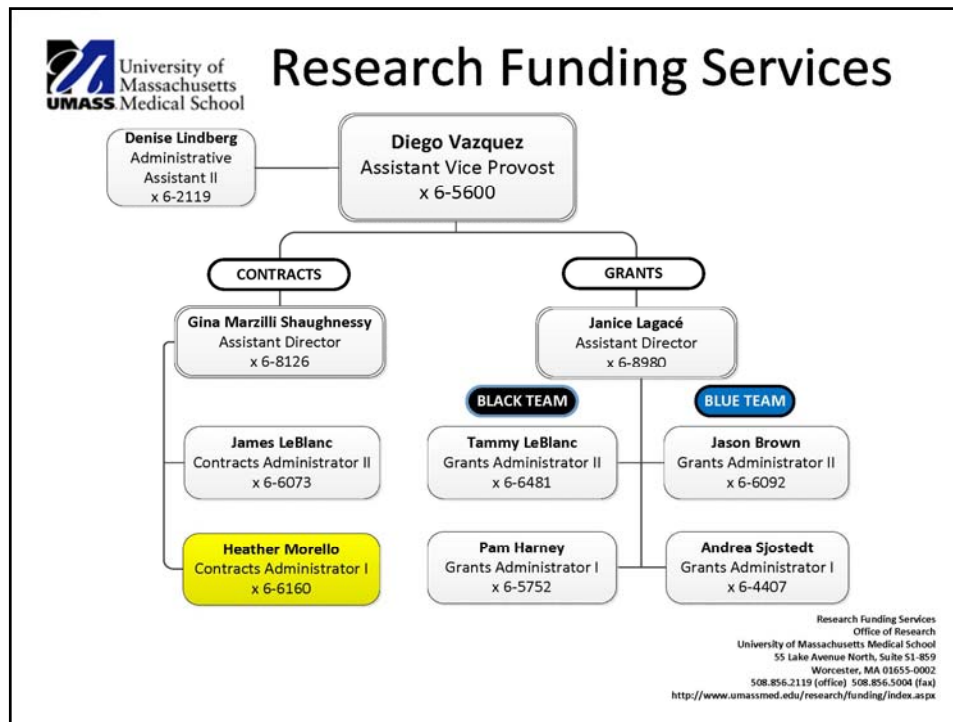 University of
Massachusetts
UMASS Medical School
Research Funding Services
Denise Lindberg
Administrative
Assistant II
x 6-2119
Diego Vazquez
Assistant Vice Provost
x 6-5600
CONTRACTS
GRANTS
Gina Marzilli Shaughnessy
Assistant Director
x 6-8126
Janice Lagacé
Assistant Director
x 6-8980
BLACK TEAM
BLUE TEAM
James LeBlanc
Contracts Administrator II
x 6-6073
Tammy LeBlanc
Grants Administrator II
x 6-6481
Jason Brown
Grants Administrator II
x 6-6092
Heather Morello
Contracts Administrator I
x 6-6160
Pam Harney
Grants Administrator I
x 6-5752
Andrea Sjostedt
Grants Administrator I
x 6-4407
Research Funding Services
Office of Research
University of Massachusetts Medical School
55 Lake Avenue North, Suite S1-859
Worcester, MA 01655-0002
508.856.2119 (office) 508.856.5004 (fax)
http://www.umassmed.edu/research/funding/index.aspx